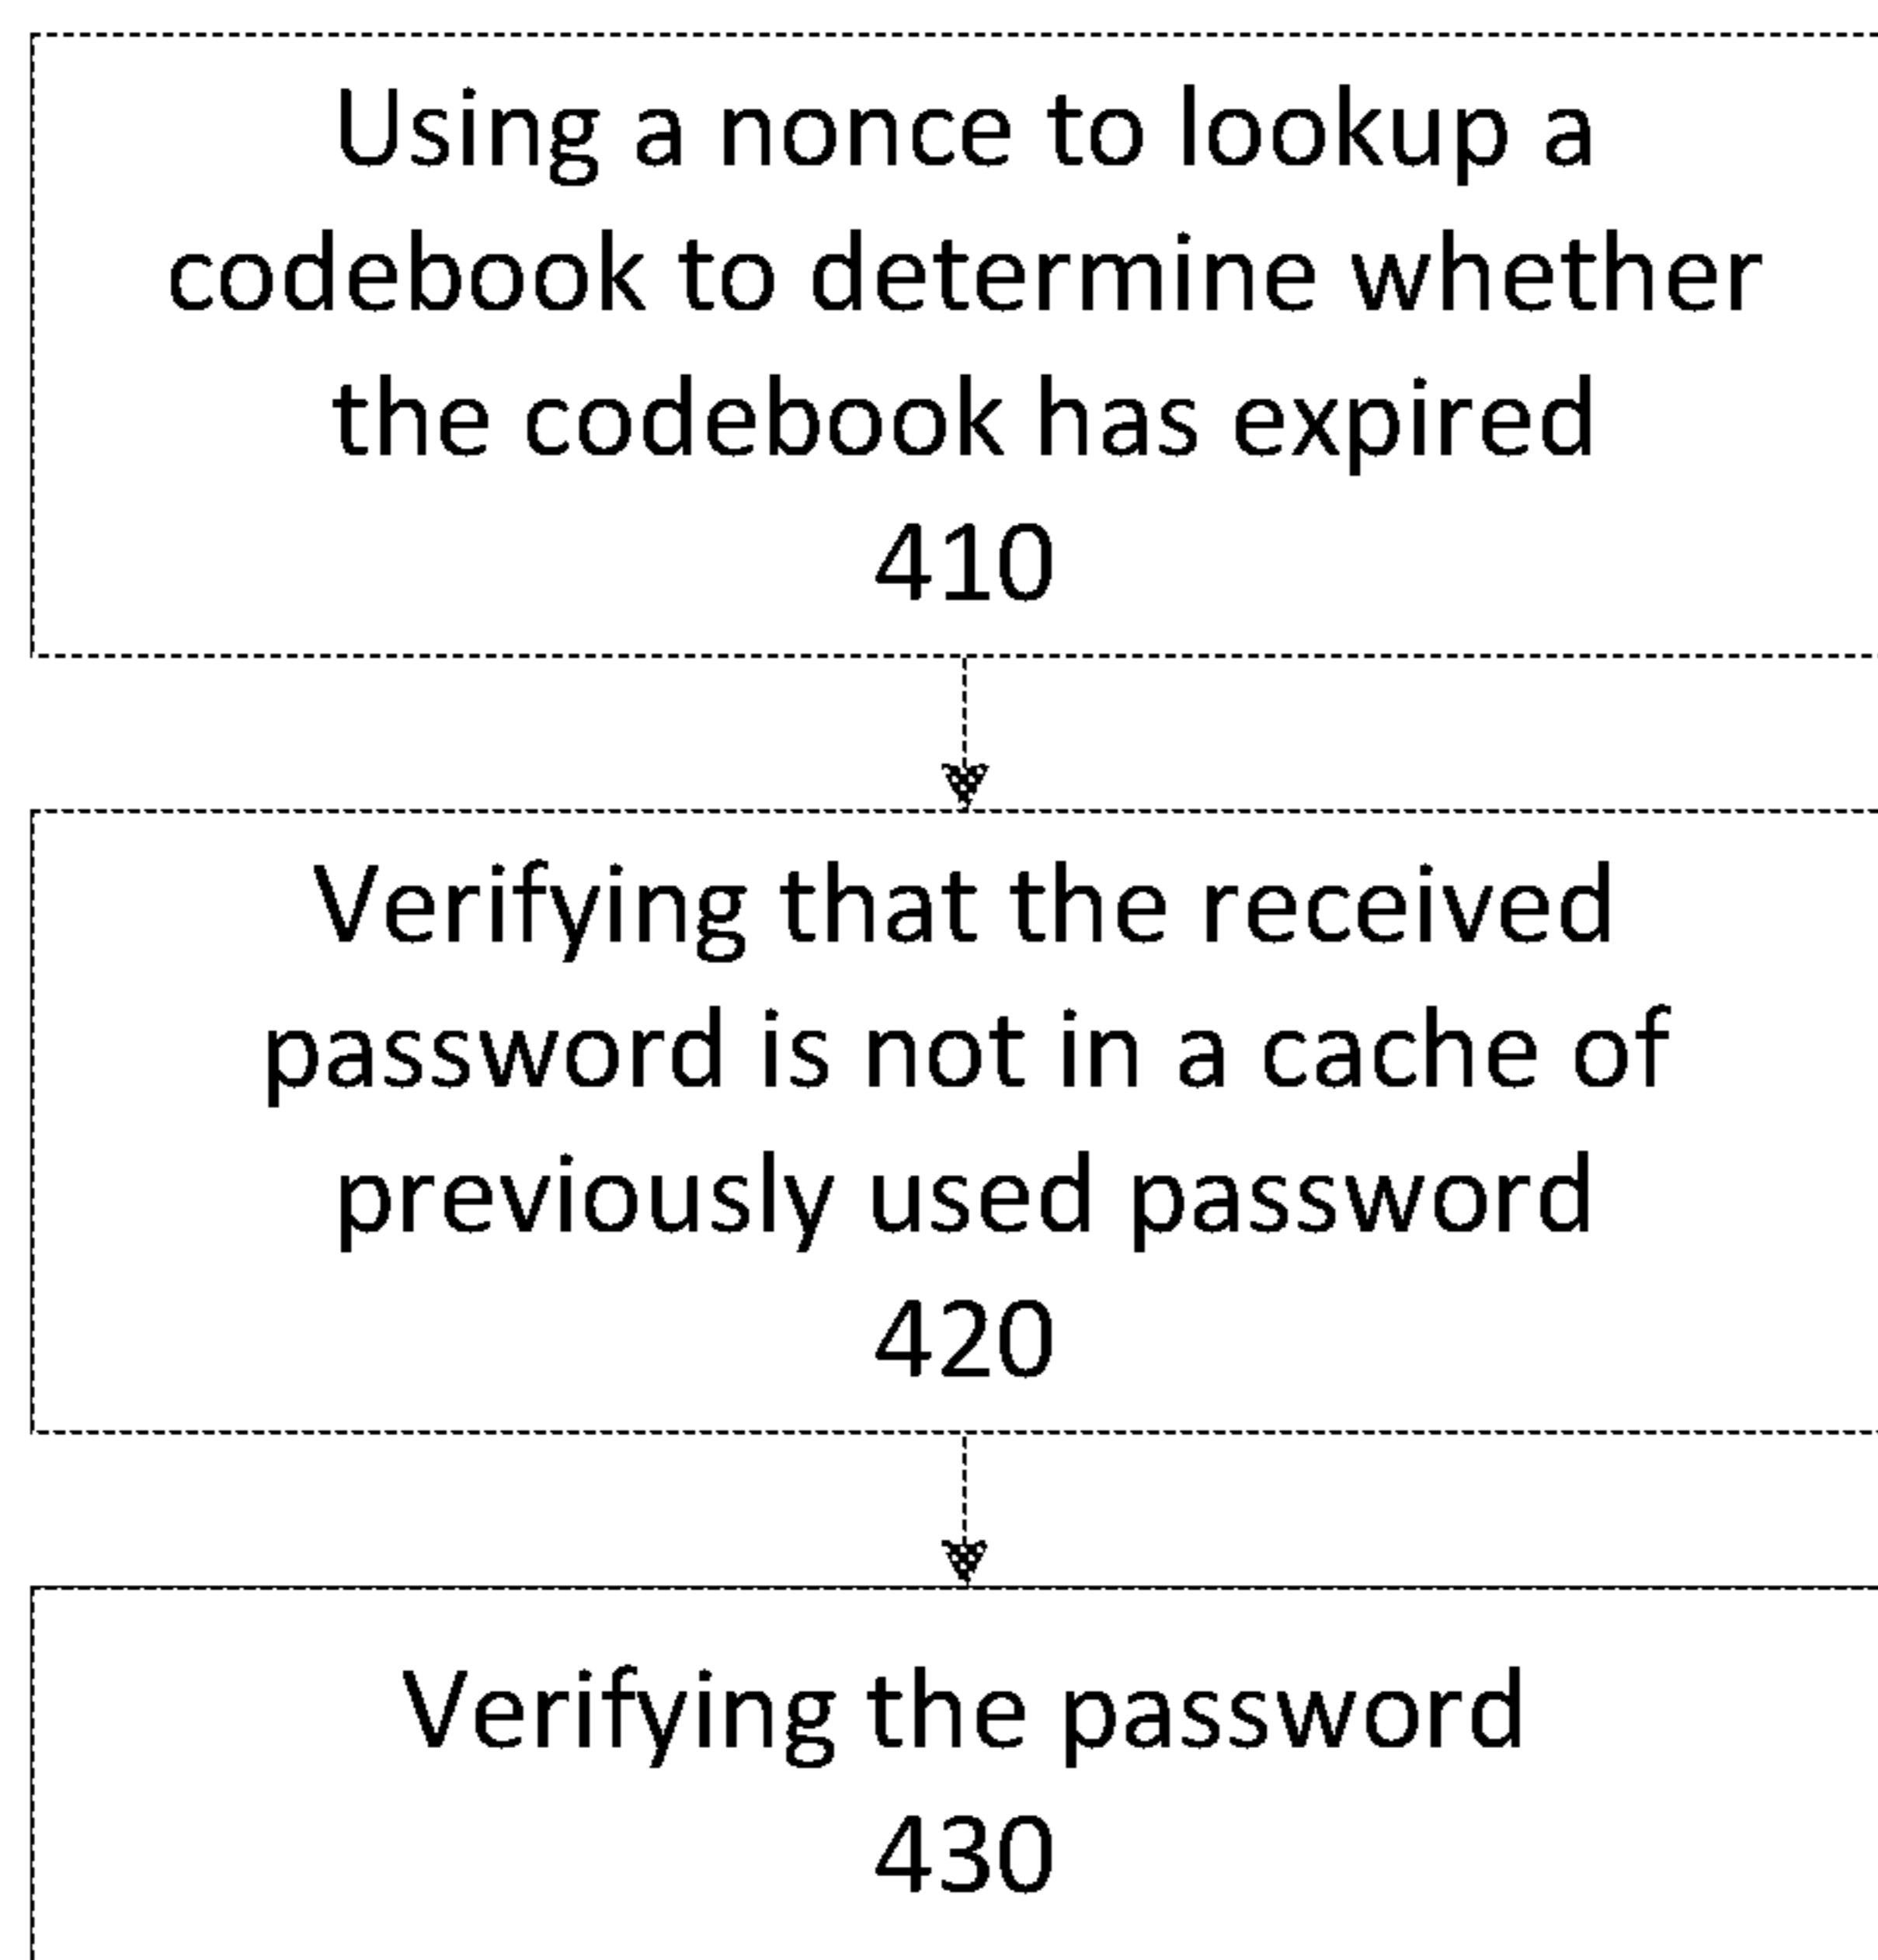 Using a nonce to lookup a
codebook to determine whether
the codebook has expired
410
Verifying that the received
password is not in a cache of
previously used password
420
Verifying the password
430